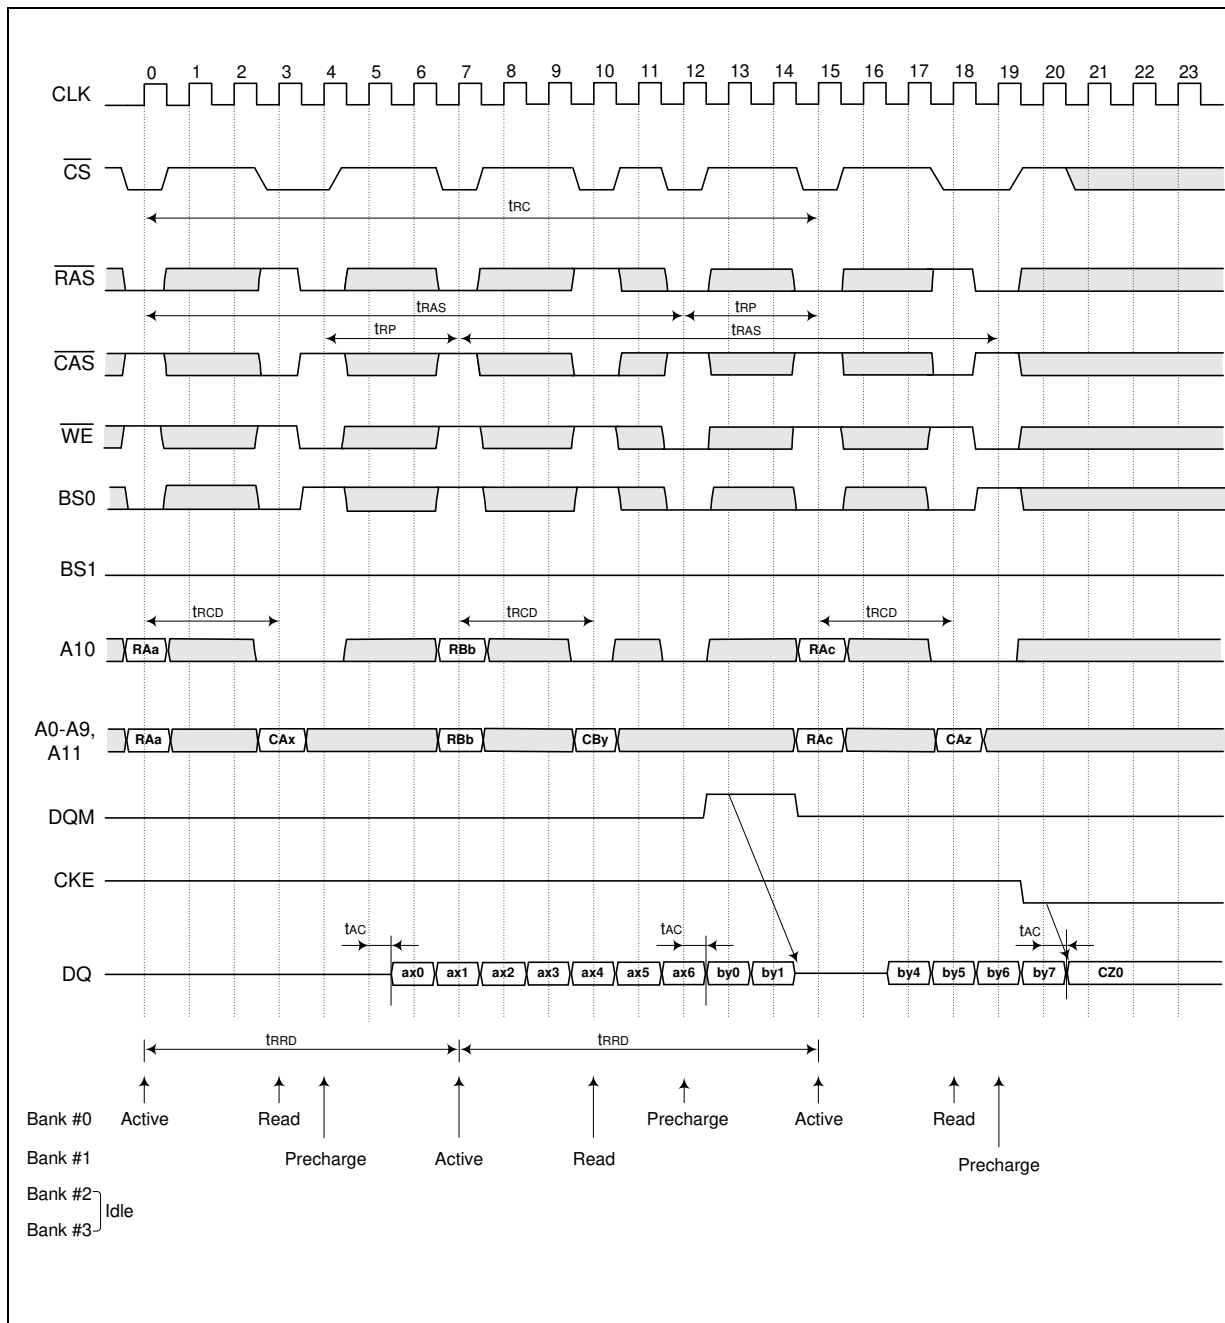 0 1 2 3 4 5 6 7 8 9 10 11 12 13 14 15 16 17 18 19 20 21 22 23
CLK
CS
tRC
RAS
tRAS tRP
tRP tRAS
CAS
WE
BS0
BS1
tRCD tRCD tRCD
A10 RAa RBb RAc
A0-A9,
A11
RAa CAx RBb CBy RAc CAz
DQM
CKE
tAC tAC tAC
DQ ax0 ax1 ax2 ax3 ax4 ax5 ax6 by0 by1 by4 by5 by6 by7 CZ0
tRRD tRRD
Bank #0 Active Read Precharge Active Read
Bank #1 Precharge Active Read Precharge
Bank #2
Idle
Bank #3